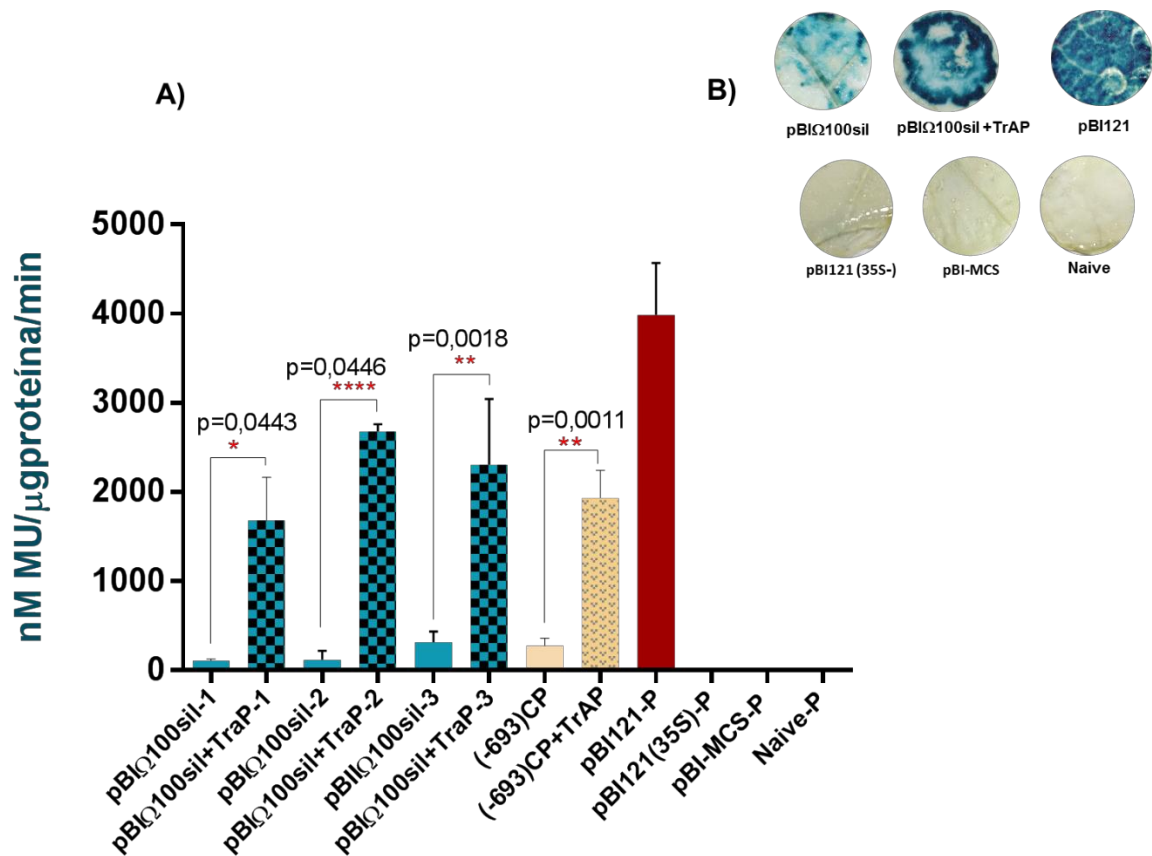 A)
B)
pBIΩ100sil
pBIΩ100sil +TrAP
pBI121
pBI121 (35S-)
pBI-MCS
Naive
nM MU/µgproteína/min
5000
4000
3000
2000
1000
0
p=0,0443
*
p=0,0446
****
p=0,0018
**
p=0,0011
**
pBIΩ100sil-1
pBIΩ100sil+TraP-1
pBIΩ100sil-2
pBIΩ100sil+TraP-2
pBIIΩ100sil-3
pBIΩ100sil+TraP-3
(-693)CP
(-693)CP+TrAP
pBI121-P
pBI121(35S)-P
pBI-MCS-P
Naive-P